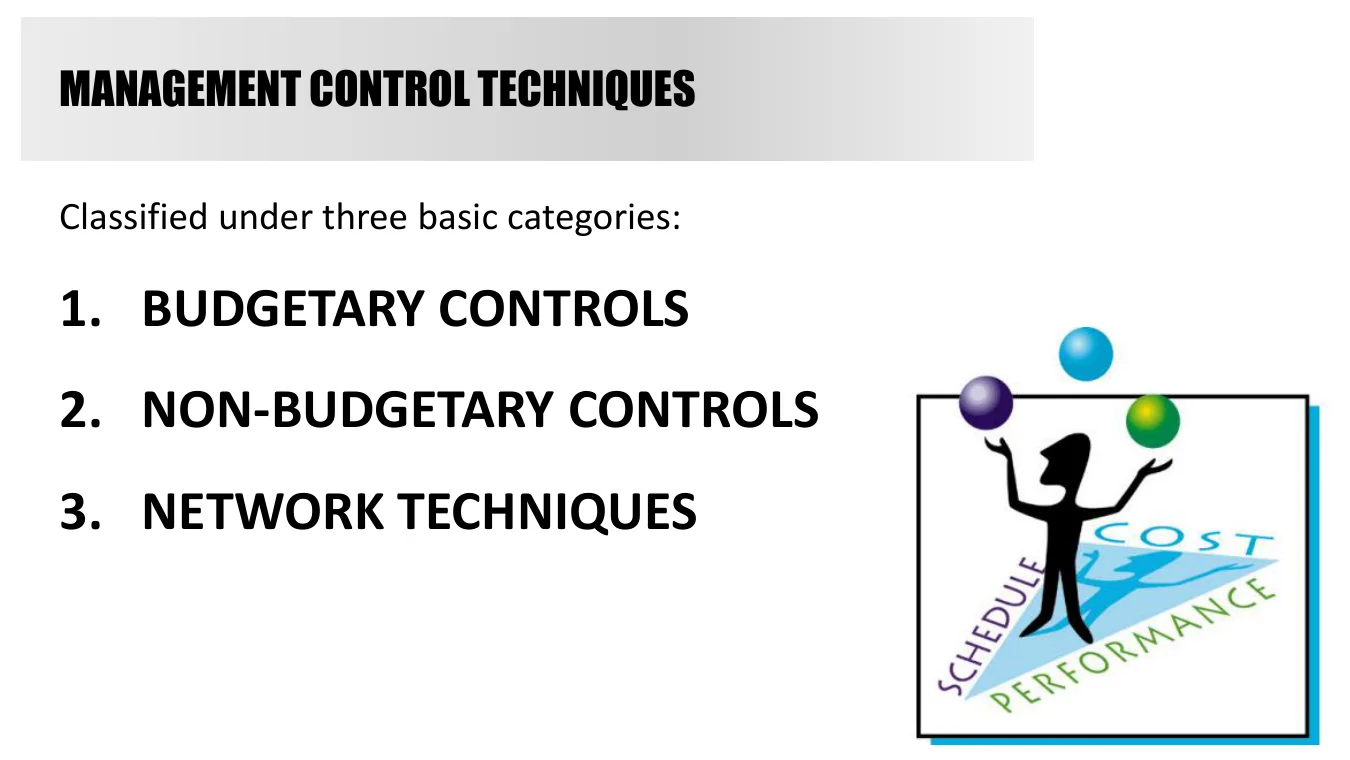 MANAGEMENT CONTROL TECHNIQUES
Classified under three basic categories:
1. BUDGETARY CONTROLS
2. NON-BUDGETARY CONTROLS
3. NETWORK TECHNIQUES
COST
SCHEDULE
PERFORMANCE